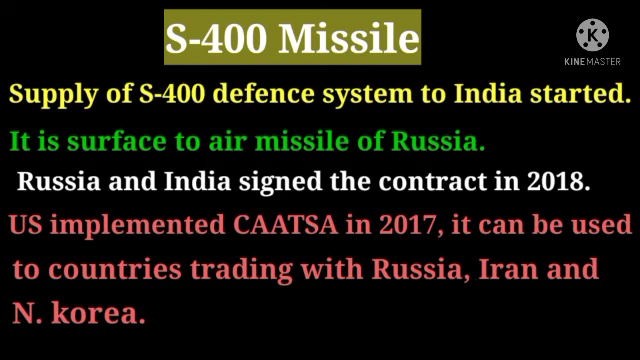 S-400 Missile
KINEMASTER
Supply of S-400 defence system to India started.
It is surface to air missile of Russia.
Russia and India signed the contract in 2018.
US implemented CAATSA in 2017, it can be used
to countries trading with Russia, Iran and
N. korea.